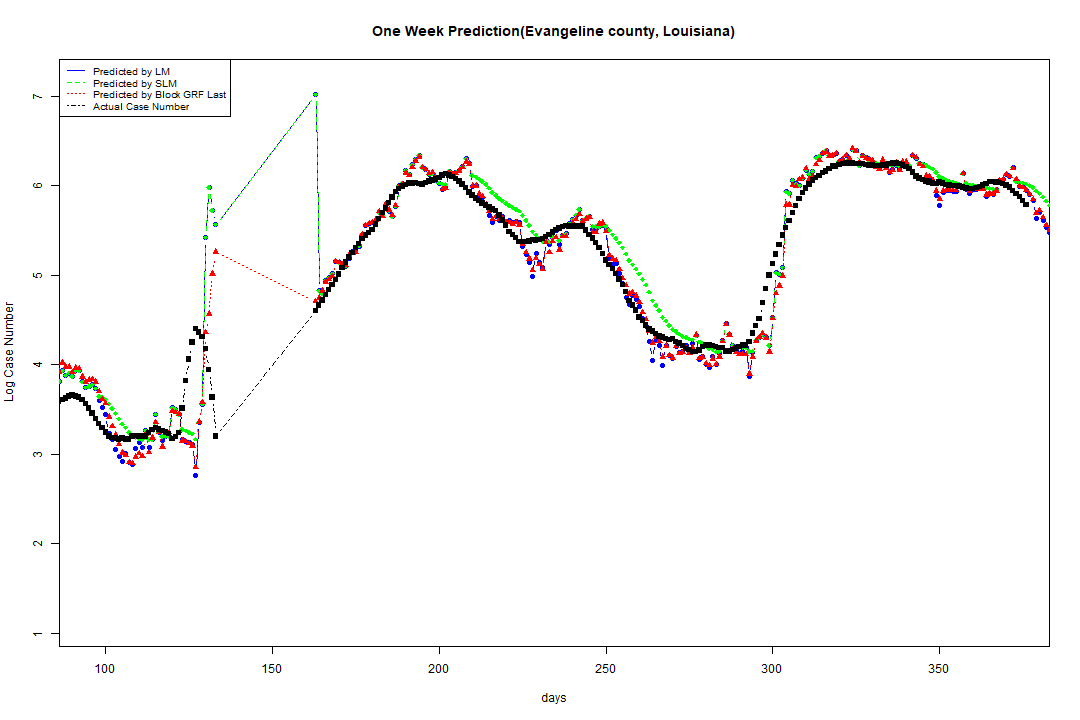 One Week Prediction(Evangeline county, Louisiana)
Predicted by LM
Predicted by SLM
Predicted by Block GRF Last
Actual Case Number
7
6
5
4
3
2
1
Log Case Number
100 150 200 250 300 350
days